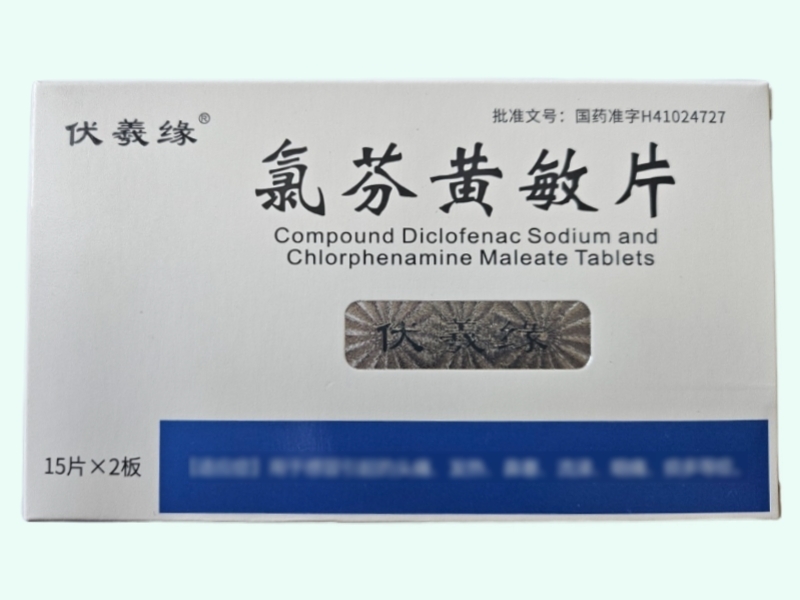 伏羲缘®
批准文号：国药准字H41024727
氯芬黄敏片
Compound Diclofenac Sodium and
Chlorphenamine Maleate Tablets
伏羲缘
15片×2板